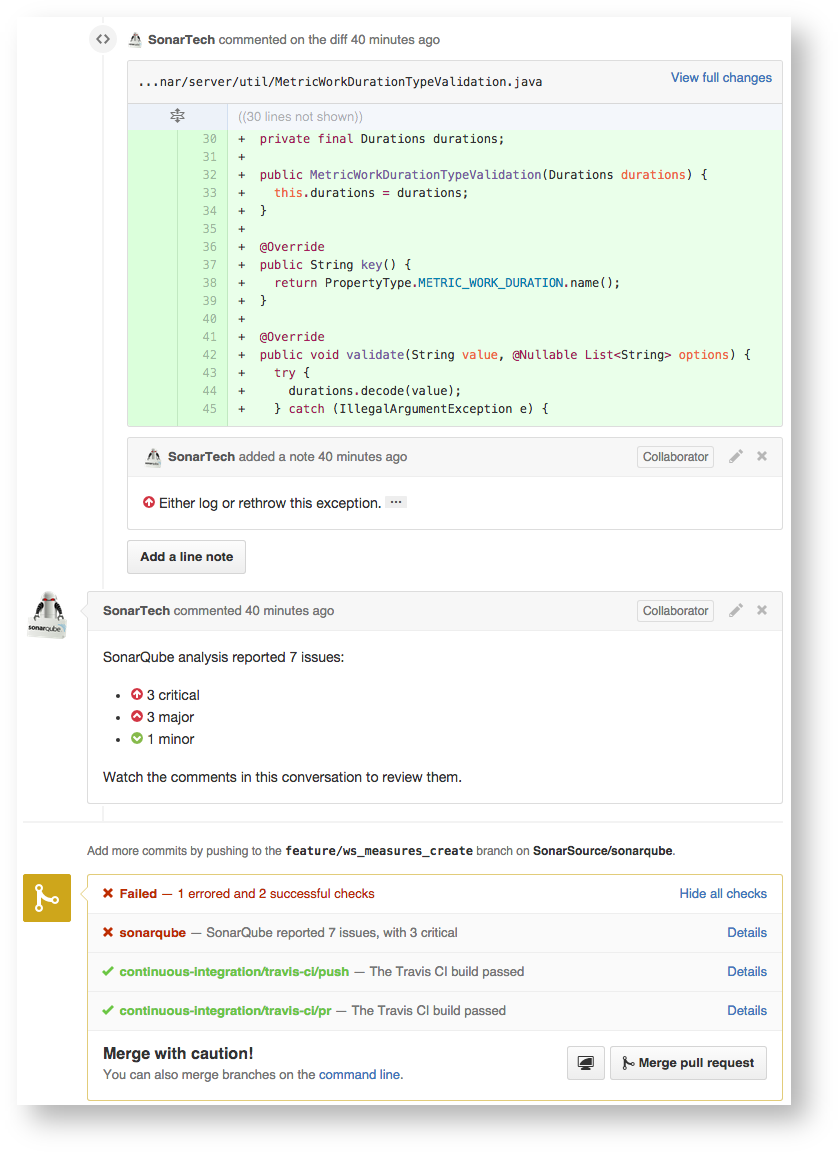 SonarTech commented on the diff 40 minutes ago
...nar/server/util/MetricWorkDurationTypeValidation.java View full changes
((30 lines not shown))
30 + private final Durations durations;
31 +
32 + public MetricWorkDurationTypeValidation(Durations durations) {
33 + this.durations = durations;
34 + }
35 +
36 + @Override
37 + public String key() {
38 + return PropertyType.METRIC_WORK_DURATION.name();
39 + }
40 +
41 + @Override
42 + public void validate(String value, @Nullable List<String> options) {
43 + try {
44 + durations.decode(value);
45 + } catch (IllegalArgumentException e) {
SonarTech added a note 40 minutes ago Collaborator
Either log or rethrow this exception. ...
Add a line note
sonarqube
SonarTech commented 40 minutes ago Collaborator
SonarQube analysis reported 7 issues:
• 3 critical
• 3 major
• 1 minor
Watch the comments in this conversation to review them.
Add more commits by pushing to the feature/ws_measures_create branch on SonarSource/sonarqube.
Failed — 1 errored and 2 successful checks Hide all checks
sonarqube — SonarQube reported 7 issues, with 3 critical Details
continuous-integration/travis-ci/push — The Travis CI build passed Details
continuous-integration/travis-ci/pr — The Travis CI build passed Details
Merge with caution!
You can also merge branches on the command line.
Merge pull request